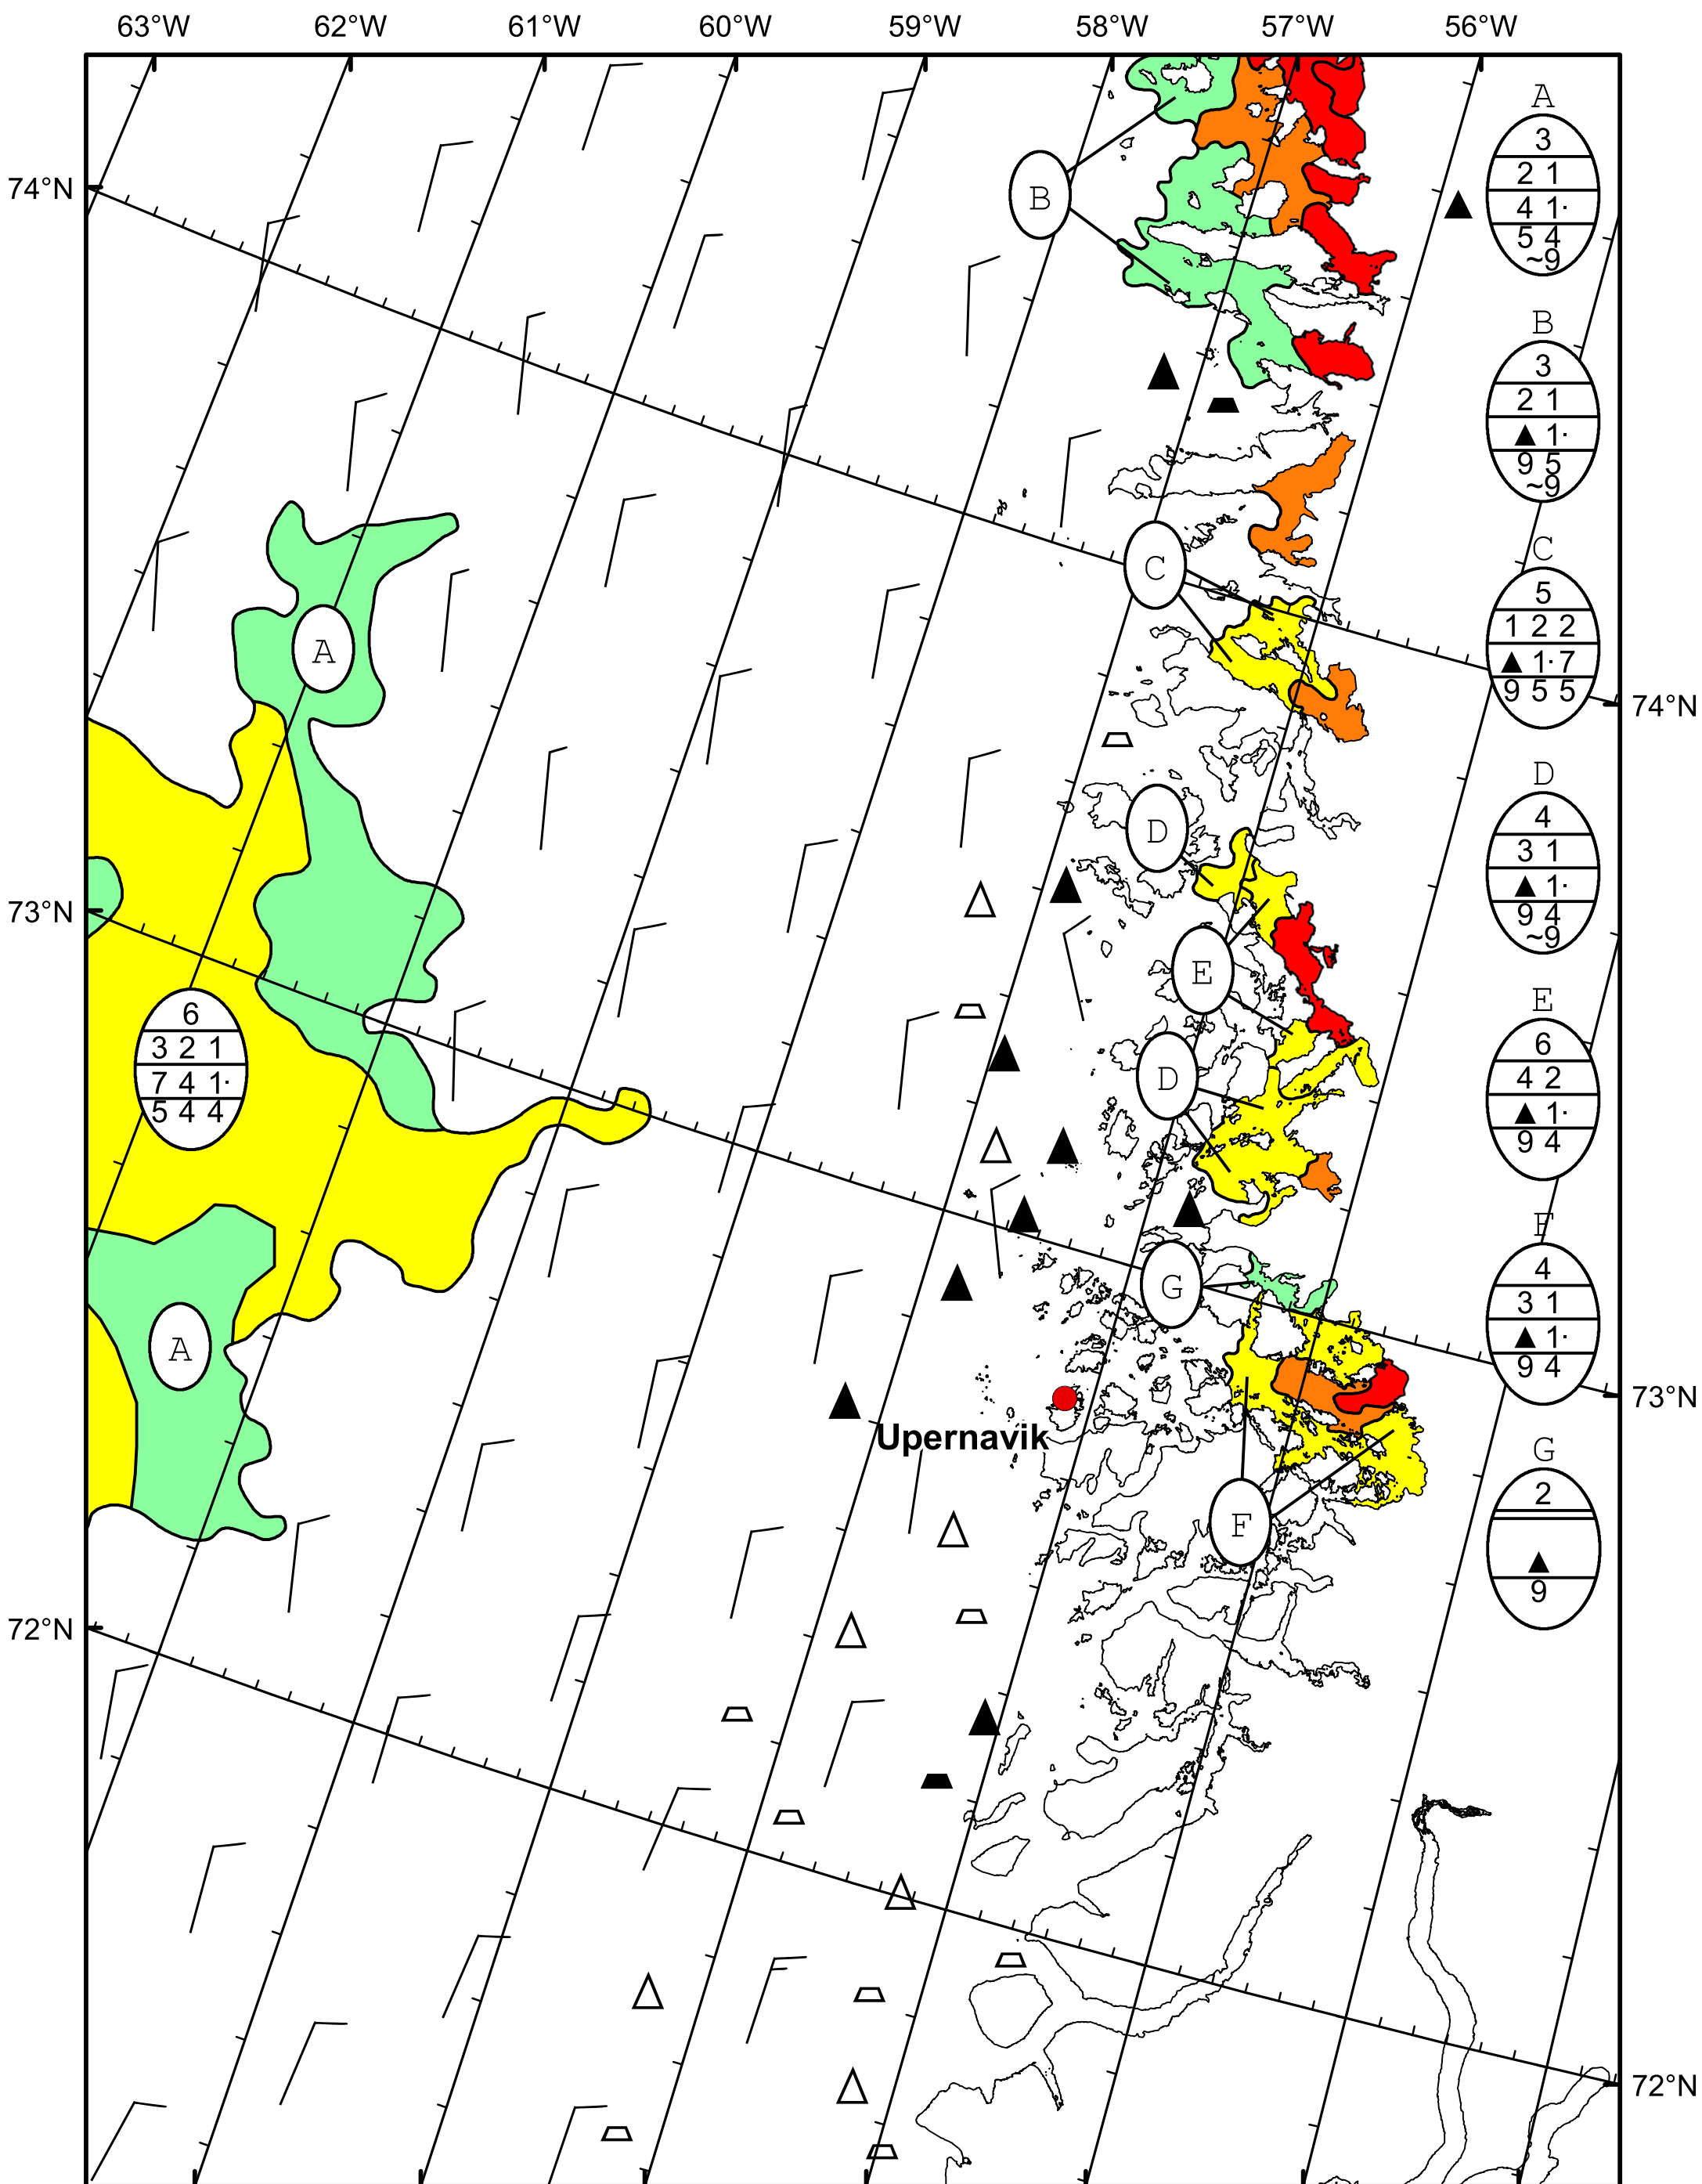 63°W 62°W 61°W 60°W 59°W 58°W 57°W 56°W
74°N
B
A
3
2 1
4 1·
5 4
~9
B
3
2 1
▲ 1·
9 5
~9
C
C
5
1 2 2
▲ 1· 7
9 5 5
A
74°N
D
D
4
3 1
▲ 1·
9 4
~9
73°N
E
6
3 2 1
7 4 1·
5 4 4
E
6
4 2
▲ 1·
9 4
D
G
F
4
3 1
▲ 1·
9 4
A
73°N
Upernavik
F
G
2
▲
9
72°N
72°N